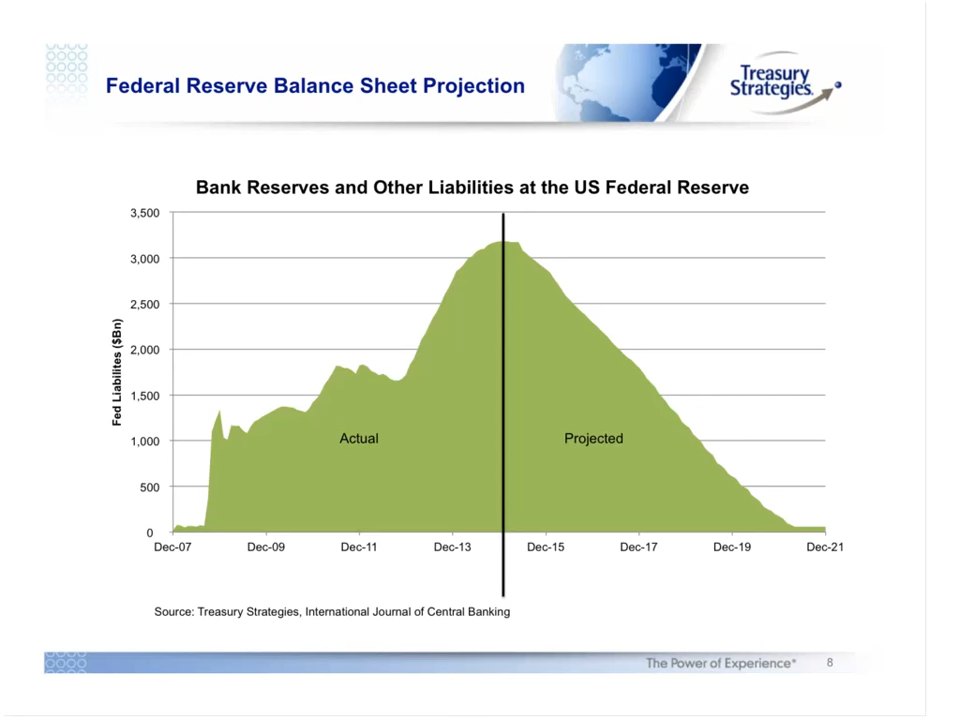 Federal Reserve Balance Sheet Projection
Treasury
Strategies
Bank Reserves and Other Liabilities at the US Federal Reserve
Fed Liabilites ($Bn)
3,500
3,000
2,500
2,000
1,500
1,000
500
0
Actual
Projected
Dec-07 Dec-09 Dec-11 Dec-13 Dec-15 Dec-17 Dec-19 Dec-21
Source: Treasury Strategies, International Journal of Central Banking
The Power of Experience®
8